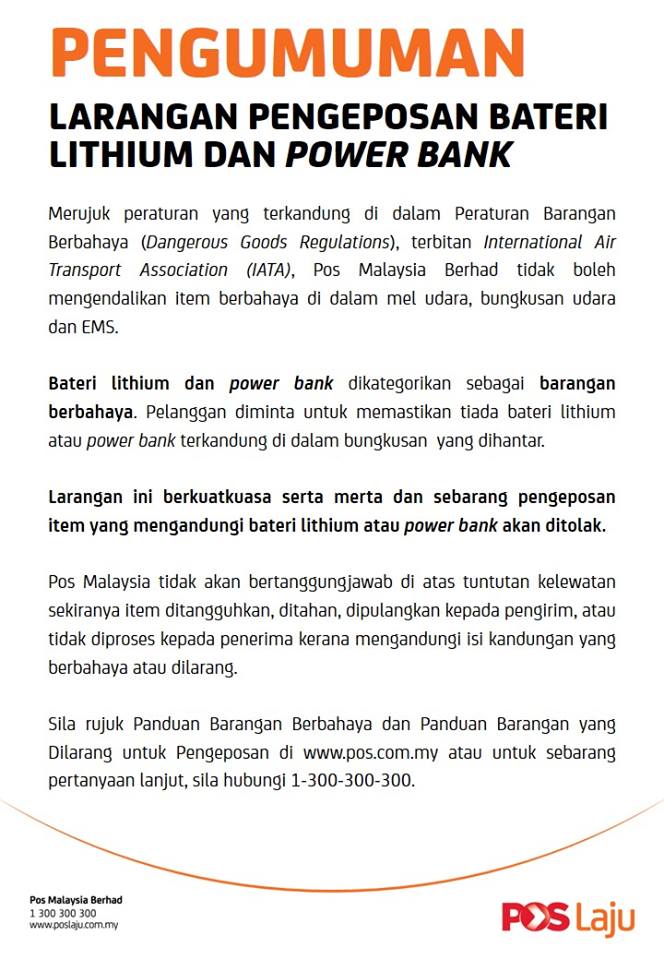 PENGUMUMAN
LARANGAN PENGEPOSAN BATERI
LITHIUM DAN POWER BANK
Merujuk peraturan yang terkandung di dalam Peraturan Barangan
Berbahaya (Dangerous Goods Regulations), terbitan International Air
Transport Association (IATA), Pos Malaysia Berhad tidak boleh
mengendalikan item berbahaya di dalam mel udara, bungkusan udara
dan EMS.
Bateri lithium dan power bank dikategorikan sebagai barangan
berbahaya. Pelanggan diminta untuk memastikan tiada bateri lithium
atau power bank terkandung di dalam bungkusan yang dihantar.
Larangan ini berkuatkuasa serta merta dan sebarang pengeposan
item yang mengandungi bateri lithium atau power bank akan ditolak.
Pos Malaysia tidak akan bertanggungjawab di atas tuntutan kelewatan
sekiranya item ditangguhkan, ditahan, dipulangkan kepada pengirim, atau
tidak diproses kepada penerima kerana mengandungi isi kandungan yang
berbahaya atau dilarang.
Sila rujuk Panduan Barangan Berbahaya dan Panduan Barangan yang
Dilarang untuk Pengeposan di www.pos.com.my atau untuk sebarang
pertanyaan lanjut, sila hubungi 1-300-300-300.
Pos Malaysia Berhad
1 300 300 300
www.poslaju.com.my
POS Laju